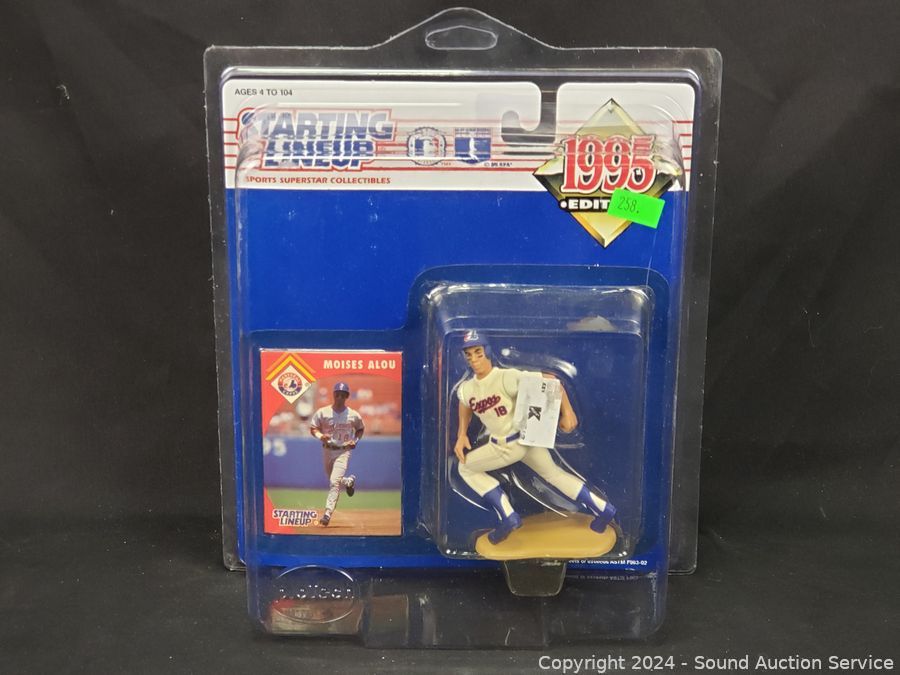 AGES 4 TO 104
STARTING
LINEUP
SPORTS SUPERSTAR COLLECTIBLES
1995
EDIT
258.
MOISES ALOU
Expos
18
STARTING
LINEUP
Copyright 2024 - Sound Auction Service